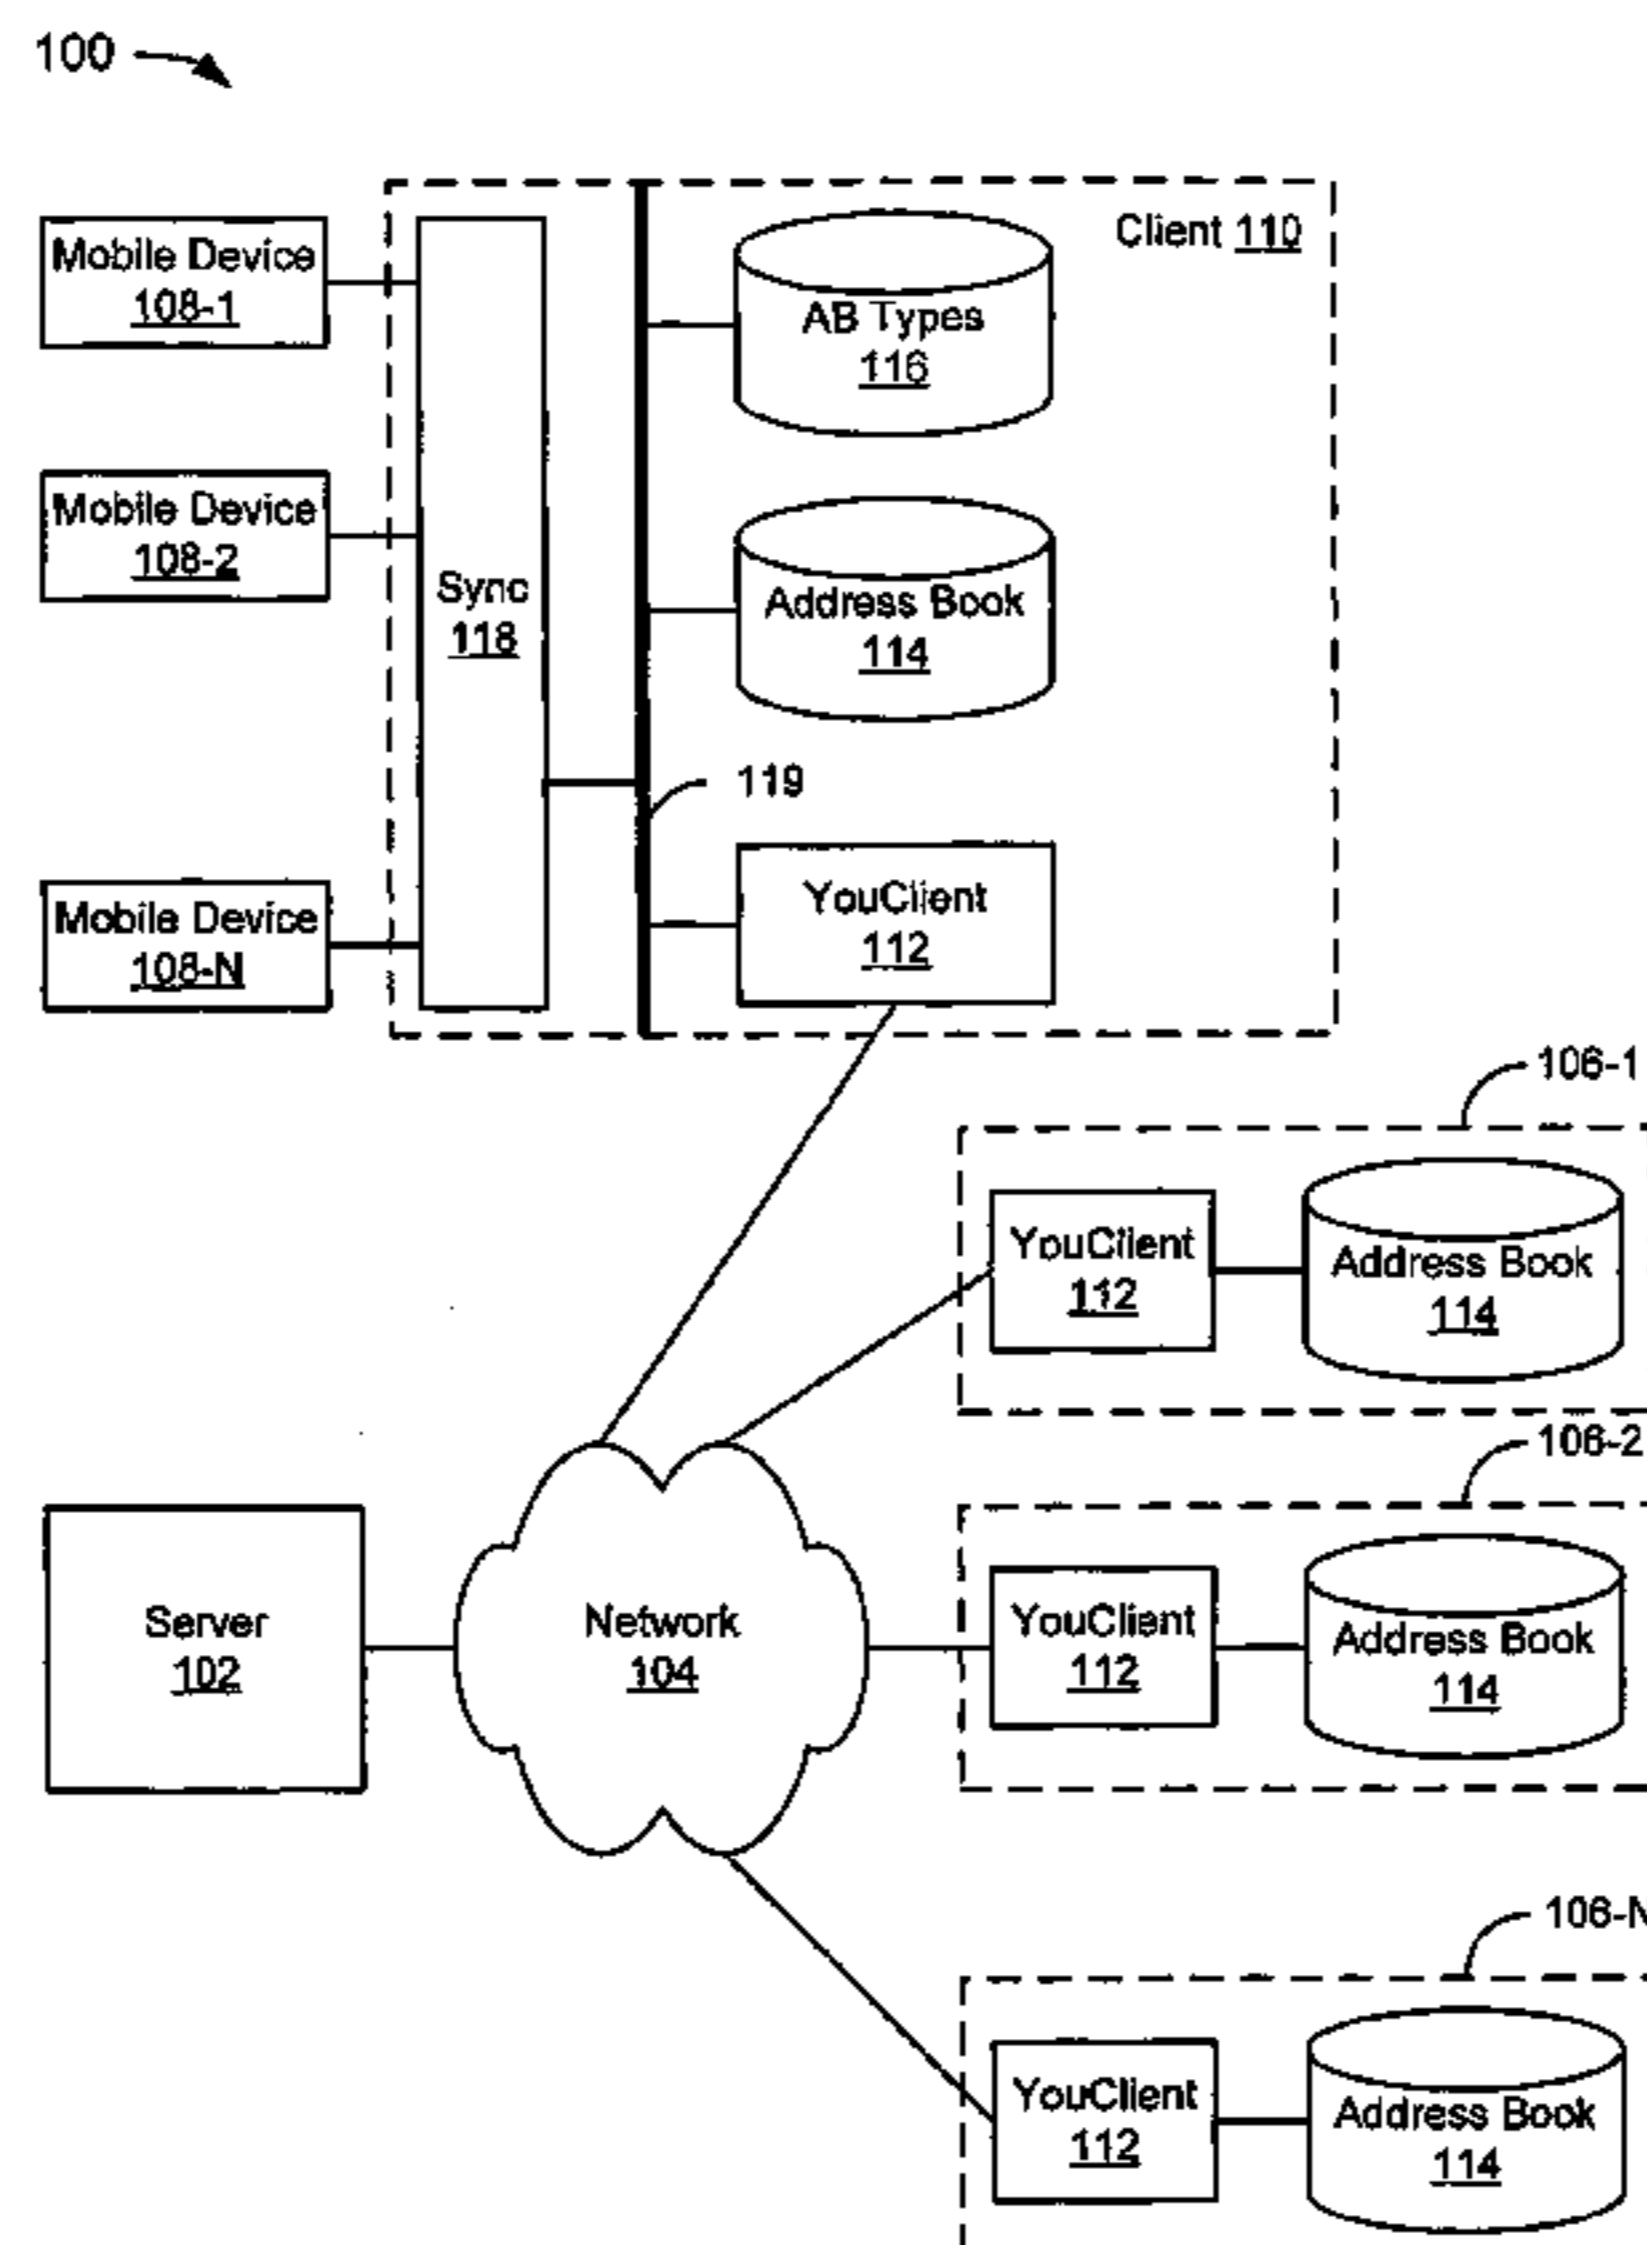 100
Mobile Device
108-1
Mobile Device
108-2
Mobile Device
108-N
Sync
118
Client 110
AB Types
116
Address Book
114
119
YouClient
112
106-1
YouClient
112
Address Book
114
106-2
YouClient
112
Address Book
114
Server
102
Network
104
106-N
YouClient
112
Address Book
114